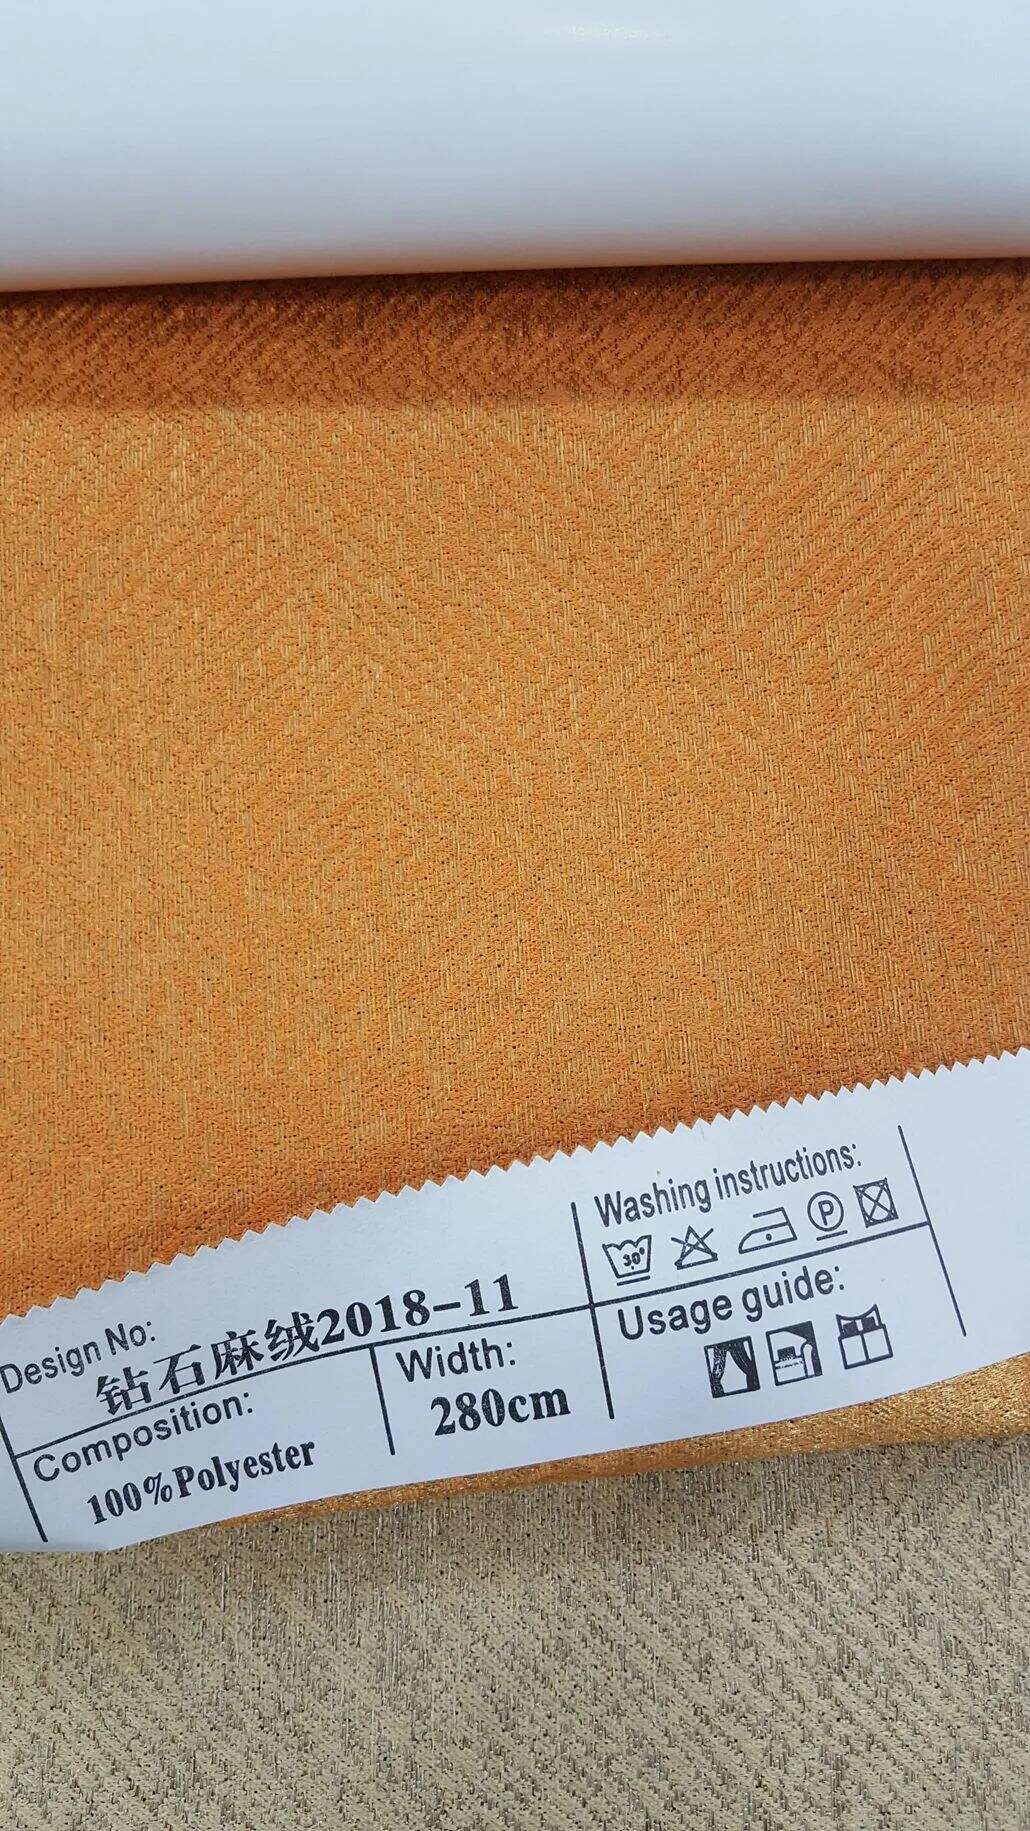 Design No:
钻石麻绒2018-11
Composition:
100%Polyester
Width:
280cm
Washing instructions:
30°
P
Usage guide: